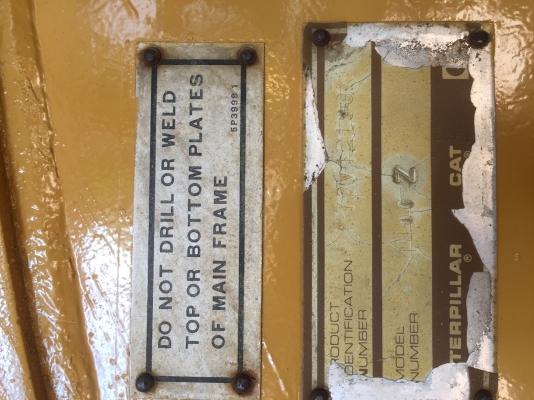 DO NOT DRILL OR WELD
TOP OR BOTTOM PLATES
OF MAIN FRAME
5P3999 1
PRODUCT
IDENTIFICATION
NUMBER
MODEL
NUMBER
CATERPILLAR® CAT